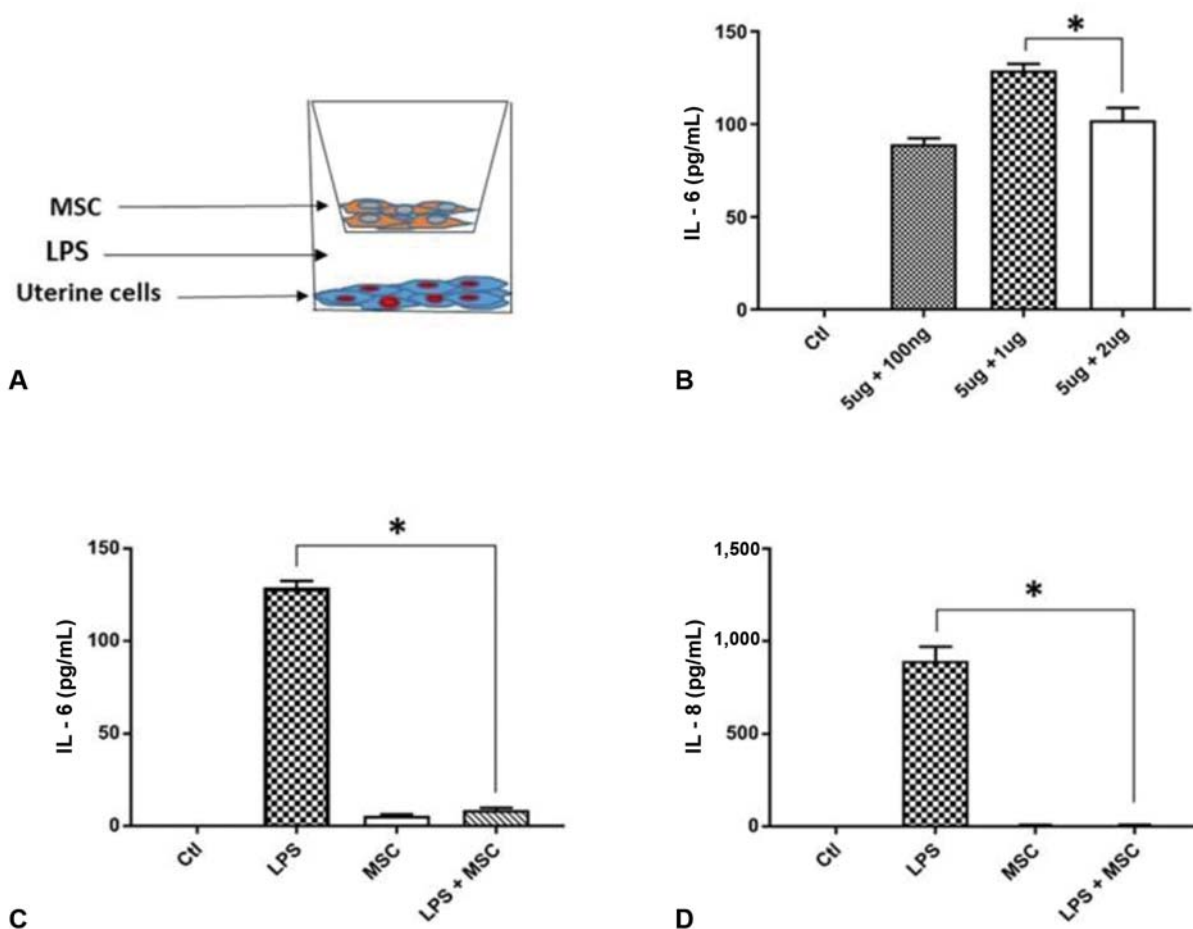 MSC
LPS
Uterine cells
A
150
100
50
0
IL - 6 (pg/mL)
*
Ctl
5ug + 100ng
5ug + 1ug
5ug + 2ug
B
150
100
50
0
IL - 6 (pg/mL)
*
Ctl
LPS
MSC
LPS + MSC
C
1,500
1,000
500
0
IL - 8 (pg/mL)
*
Ctl
LPS
MSC
LPS + MSC
D